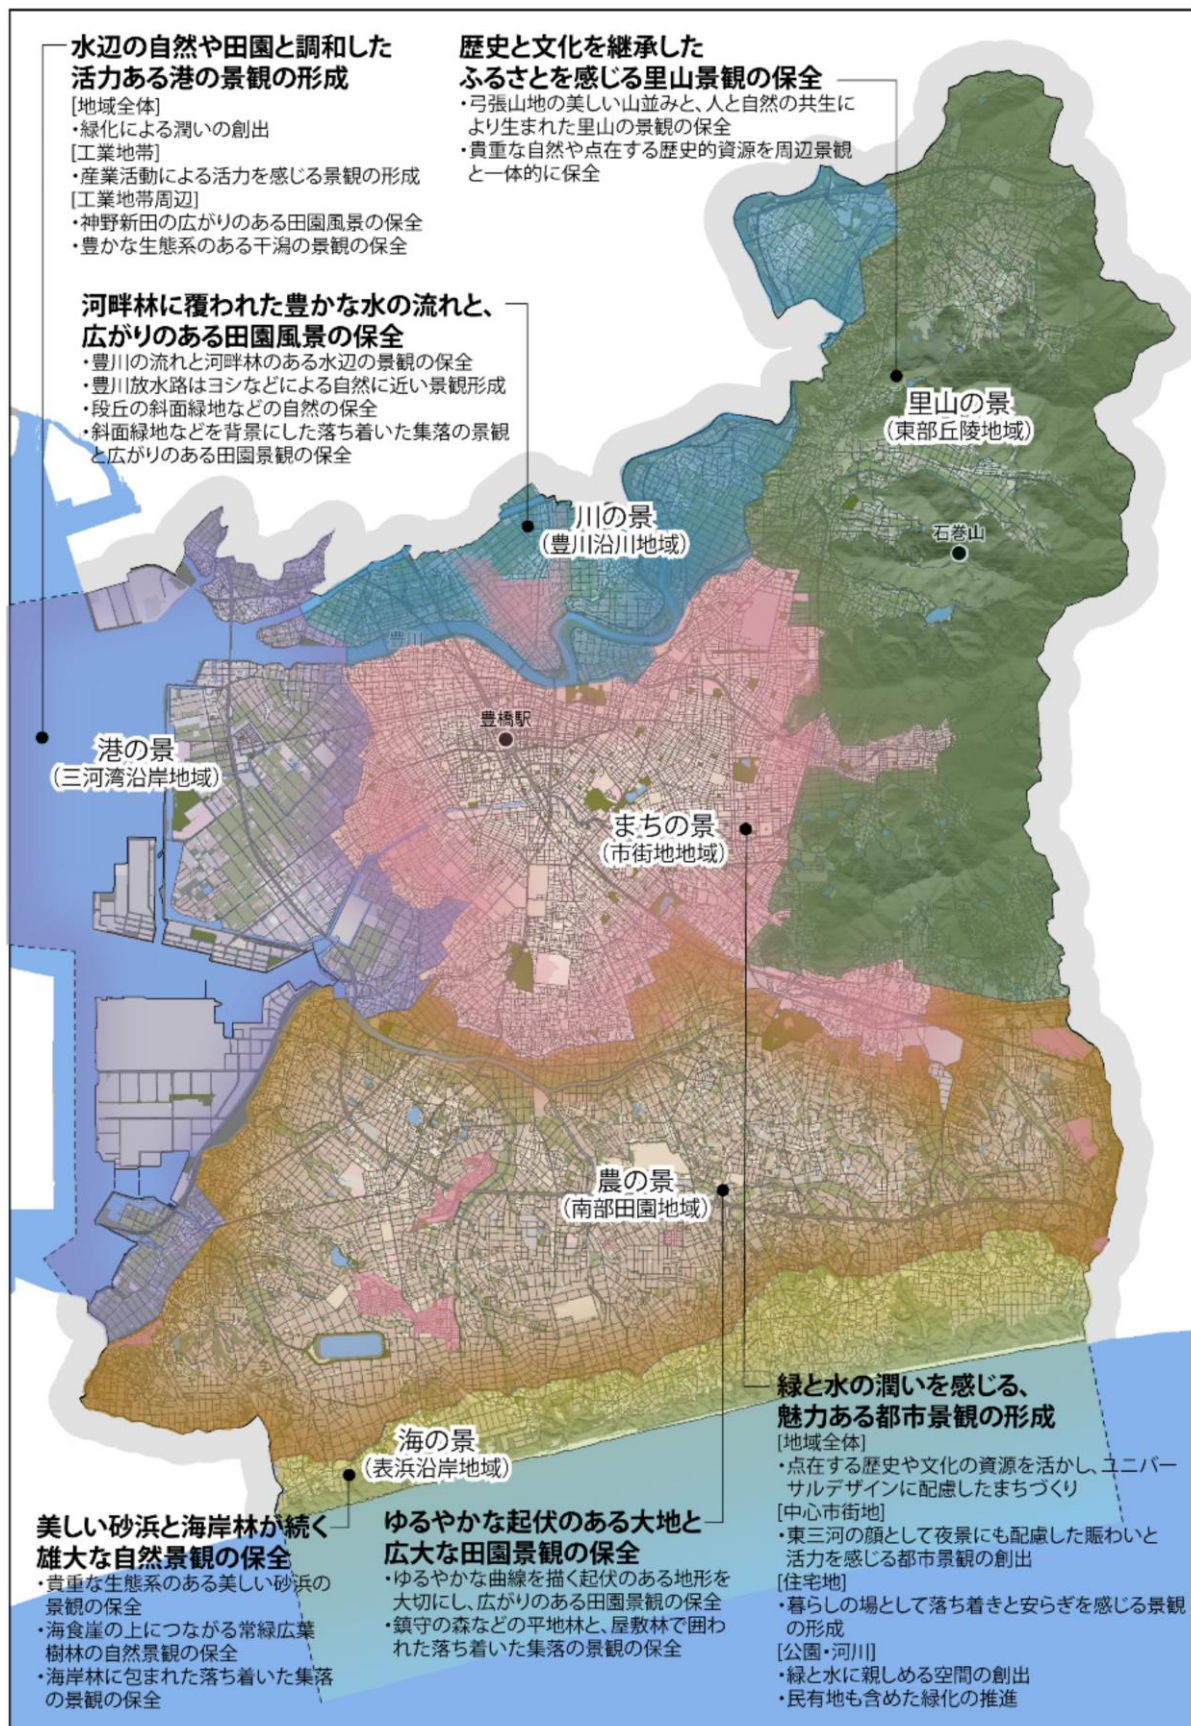 水辺の自然や田園と調和した
活力ある港の景観の形成
[地域全体]
・緑化による潤いの創出
[工業地帯]
・産業活動による活力を感じる景観の形成
[工業地帯周辺]
・神野新田の広がりのある田園風景の保全
・豊かな生態系のある干潟の景観の保全
歴史と文化を継承した
ふるさとを感じる里山景観の保全
・弓張山地の美しい山並みと、人と自然の共生に
より生まれた里山の景観の保全
・貴重な自然や点在する歴史的資源を周辺景観
と一体的に保全
河畔林に覆われた豊かな水の流れと、
広がりのある田園風景の保全
・豊川の流れと河畔林のある水辺の景観の保全
・豊川放水路はヨシなどによる自然に近い景観形成
・段丘の斜面緑地などの自然の保全
・斜面緑地などを背景にした落ち着いた集落の景観
と広がりのある田園景観の保全
里山の景
(東部丘陵地域)
川の景
(豊川沿川地域)
石巻山
豊川
豊橋駅
港の景
(三河湾沿岸地域)
まちの景
(市街地地域)
農の景
(南部田園地域)
海の景
(表浜沿岸地域)
美しい砂浜と海岸林が続く
雄大な自然景観の保全
・貴重な生態系のある美しい砂浜の
景観の保全
・海食崖の上につながる常緑広葉
樹林の自然景観の保全
・海岸林に包まれた落ち着いた集落
の景観の保全
ゆるやかな起伏のある大地と
広大な田園景観の保全
・ゆるやかな曲線を描く起伏のある地形を
大切にし、広がりのある田園景観の保全
・鎮守の森などの平地林と、屋敷林で囲わ
れた落ち着いた集落の景観の保全
緑と水の潤いを感じる、
魅力ある都市景観の形成
[地域全体]
・点在する歴史や文化の資源を活かし、ユニバー
サルデザインに配慮したまちづくり
[中心市街地]
・東三河の顔として夜景にも配慮した賑わいと
活力を感じる都市景観の創出
[住宅地]
・暮らしの場として落ち着きと安らぎを感じる景観
の形成
[公園・河川]
・緑と水に親しめる空間の創出
・民有地も含めた緑化の推進